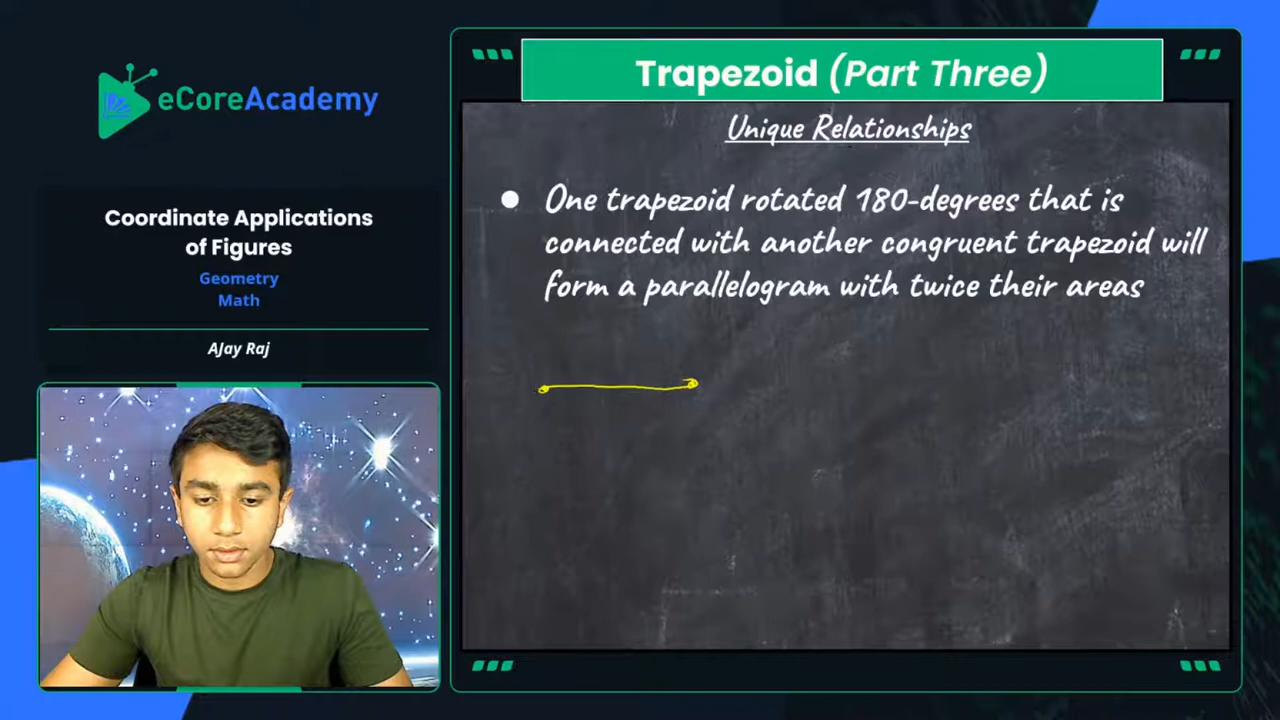 eCoreAcademy
Coordinate Applications
of Figures
Geometry
Math
AJay Raj
Trapezoid (Part Three)
Unique Relationships
One trapezoid rotated 180-degrees that is
connected with another congruent trapezoid will
form a parallelogram with twice their areas